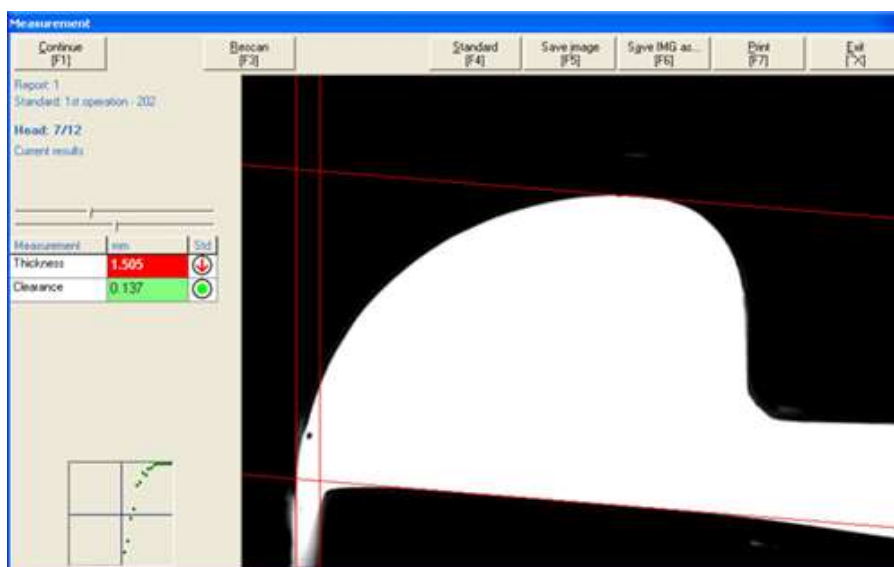 Measurement
Continue [F1]
Rescan [F3]
Standard [F4]
Save image [F5]
Save IMG as... [F6]
Print [F7]
Exit [^X]
Report: 1
Standard: 1st operation - 202
Head: 7/12
Current results
Measurement mm Std
Thickness 1.505
Clearance 0.137